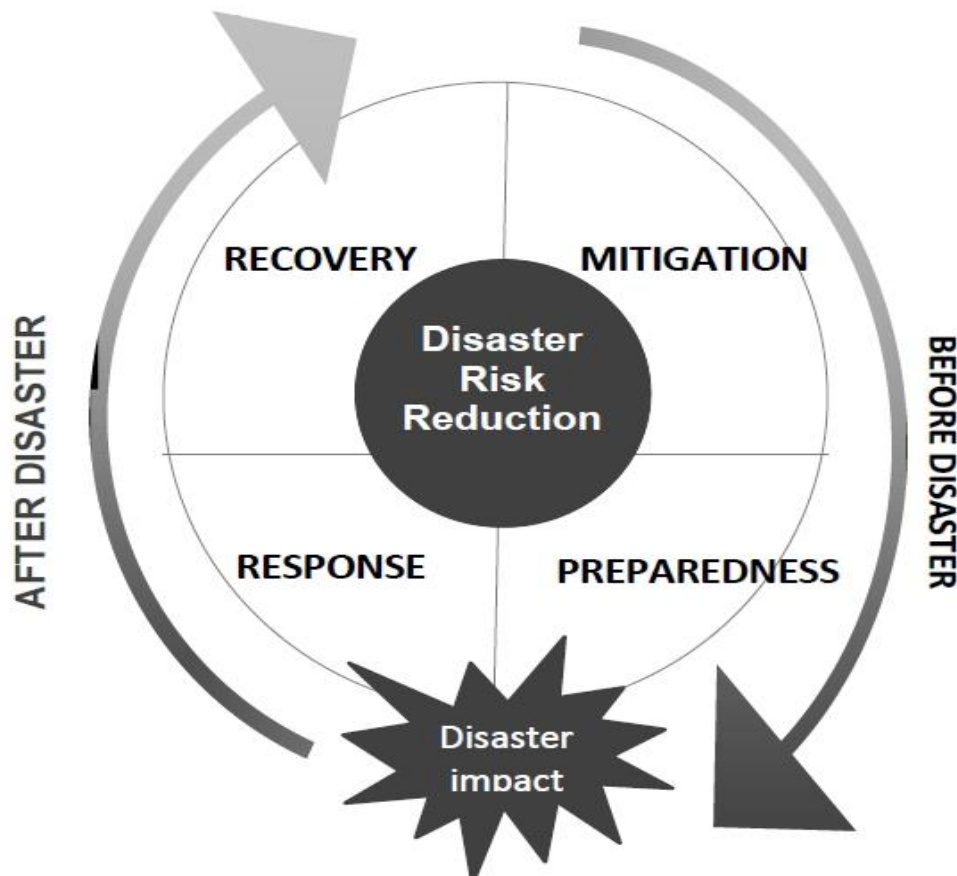 RECOVERY
MITIGATION
Disaster
Risk
Reduction
AFTER DISASTER
BEFORE DISASTER
RESPONSE
PREPAREDNESS
Disaster
impact